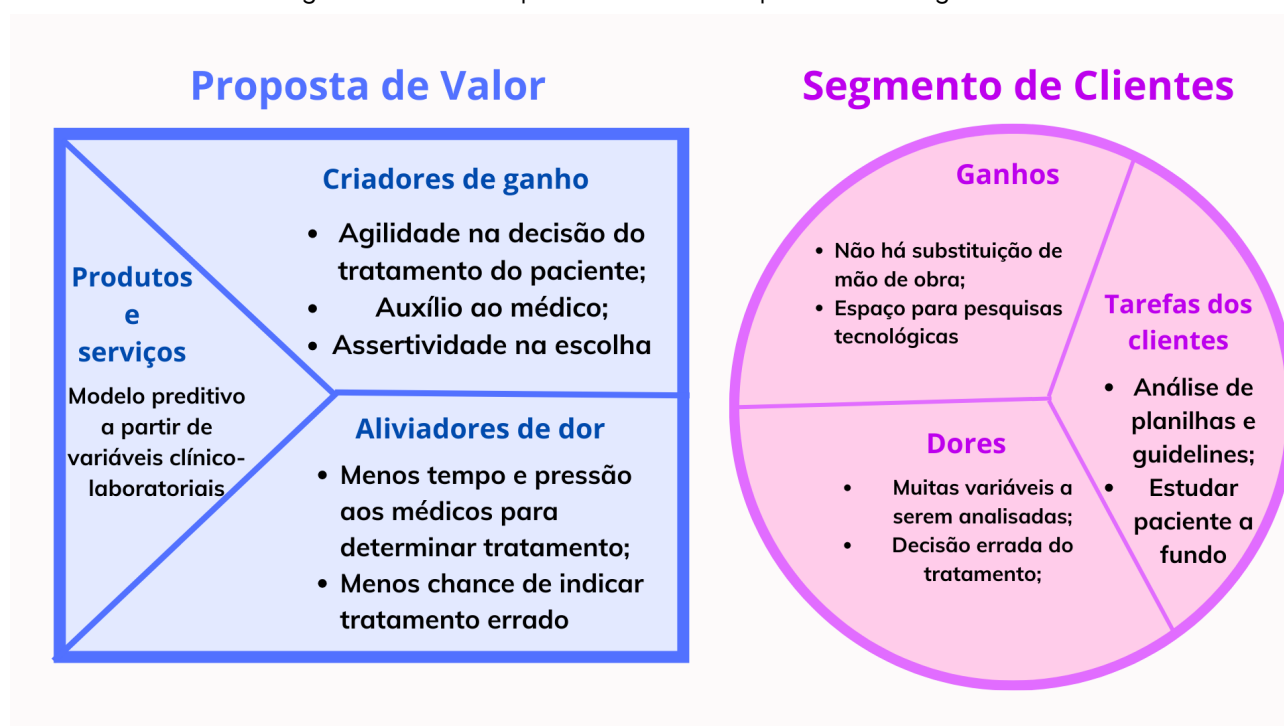 Proposta de Valor
Criadores de ganho
• Agilidade na decisão do
tratamento do paciente;
• Auxílio ao médico;
• Assertividade na escolha
Produtos
e
serviços
Modelo preditivo
a partir de
variáveis clínico-
laboratoriais
Aliviadores de dor
• Menos tempo e pressão
aos médicos para
determinar tratamento;
• Menos chance de indicar
tratamento errado
Segmento de Clientes
Ganhos
• Não há substituição de
mão de obra;
• Espaço para pesquisas
tecnológicas
Tarefas dos
clientes
• Análise de
planilhas e
guidelines;
• Estudar
paciente a
fundo
Dores
• Muitas variáveis a
serem analisadas;
• Decisão errada do
tratamento;